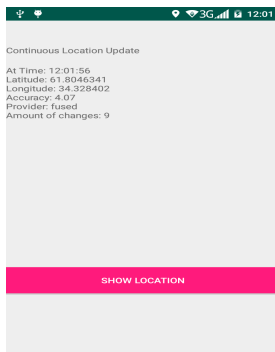 3G 12:01
Continuous Location Update
At Time: 12:01:56
Latitude: 61.8046341
Longitude: 34.328402
Accuracy: 4.07
Provider: fused
Amount of changes: 9
SHOW LOCATION